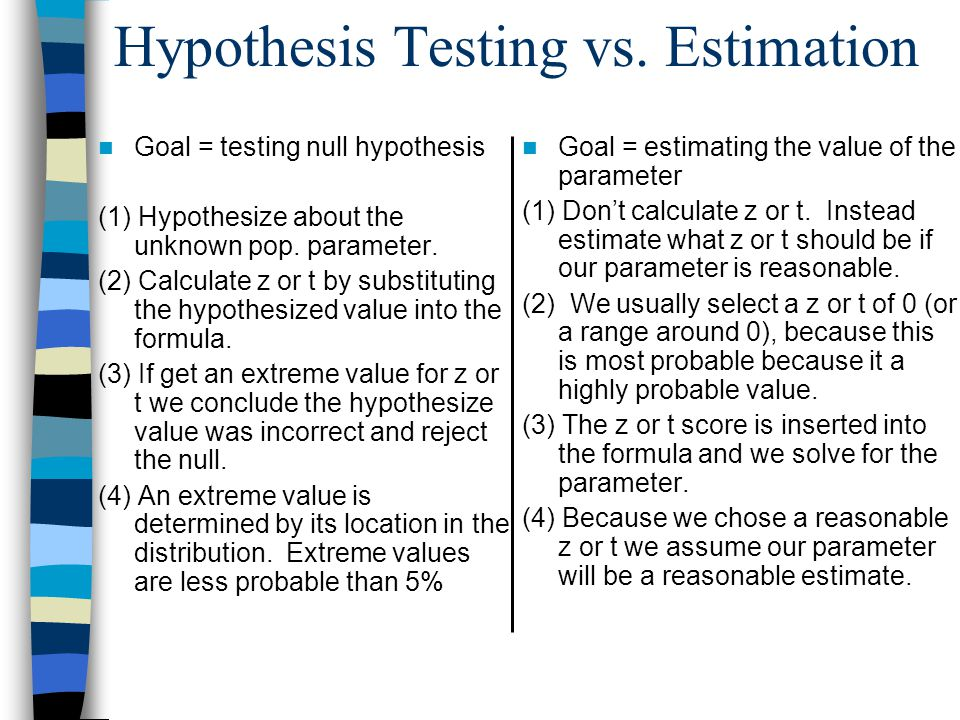 Hypothesis Testing vs. Estimation
Goal = testing null hypothesis
(1) Hypothesize about the
unknown pop. parameter.
(2) Calculate z or t by substituting
the hypothesized value into the
formula.
(3) If get an extreme value for z or
t we conclude the hypothesize
value was incorrect and reject
the null.
(4) An extreme value is
determined by its location in the
distribution.  Extreme values
are less probable than 5%
Goal = estimating the value of the
parameter
(1) Don’t calculate z or t.  Instead
estimate what z or t should be if
our parameter is reasonable.
(2)  We usually select a z or t of 0 (or
a range around 0), because this
is most probable because it a
highly probable value.
(3) The z or t score is inserted into
the formula and we solve for the
parameter.
(4) Because we chose a reasonable
z or t we assume our parameter
will be a reasonable estimate.